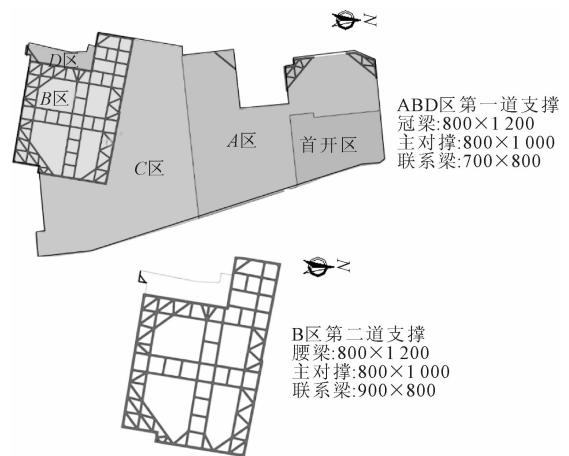 N
D区
B区
C区
A区
首开区
ABD区第一道支撑
冠梁:800×1 200
主对撑:800×1 000
联系梁:700×800
N
B区第二道支撑
腰梁:800×1 200
主对撑:800×1 000
联系梁:900×800